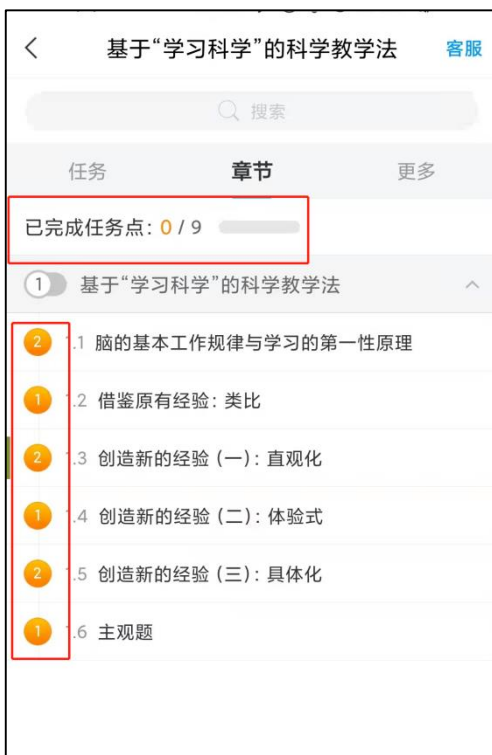 基于“学习科学”的科学教学法 客服
搜索
任务 章节 更多
已完成任务点: 0 / 9
1 基于“学习科学”的科学教学法
2 .1 脑的基本工作规律与学习的第一性原理
1 .2 借鉴原有经验: 类比
2 .3 创造新的经验 (一): 直观化
1 .4 创造新的经验 (二): 体验式
2 .5 创造新的经验 (三): 具体化
1 .6 主观题